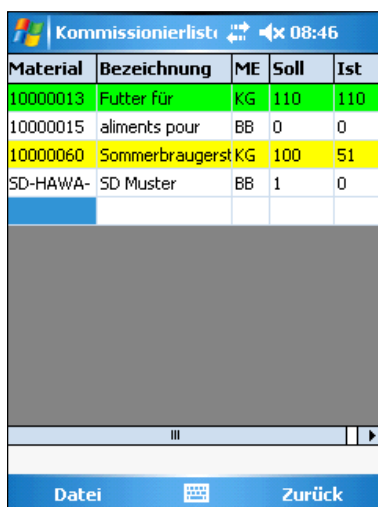 Kommissionierliste 08:46
Material Bezeichnung ME Soll Ist
10000013 Futter für KG 110 110
10000015 aliments pour BB 0 0
10000060 Sommerbraugerst KG 100 51
SD-HAWA- SD Muster BB 1 0
Datei Zurück